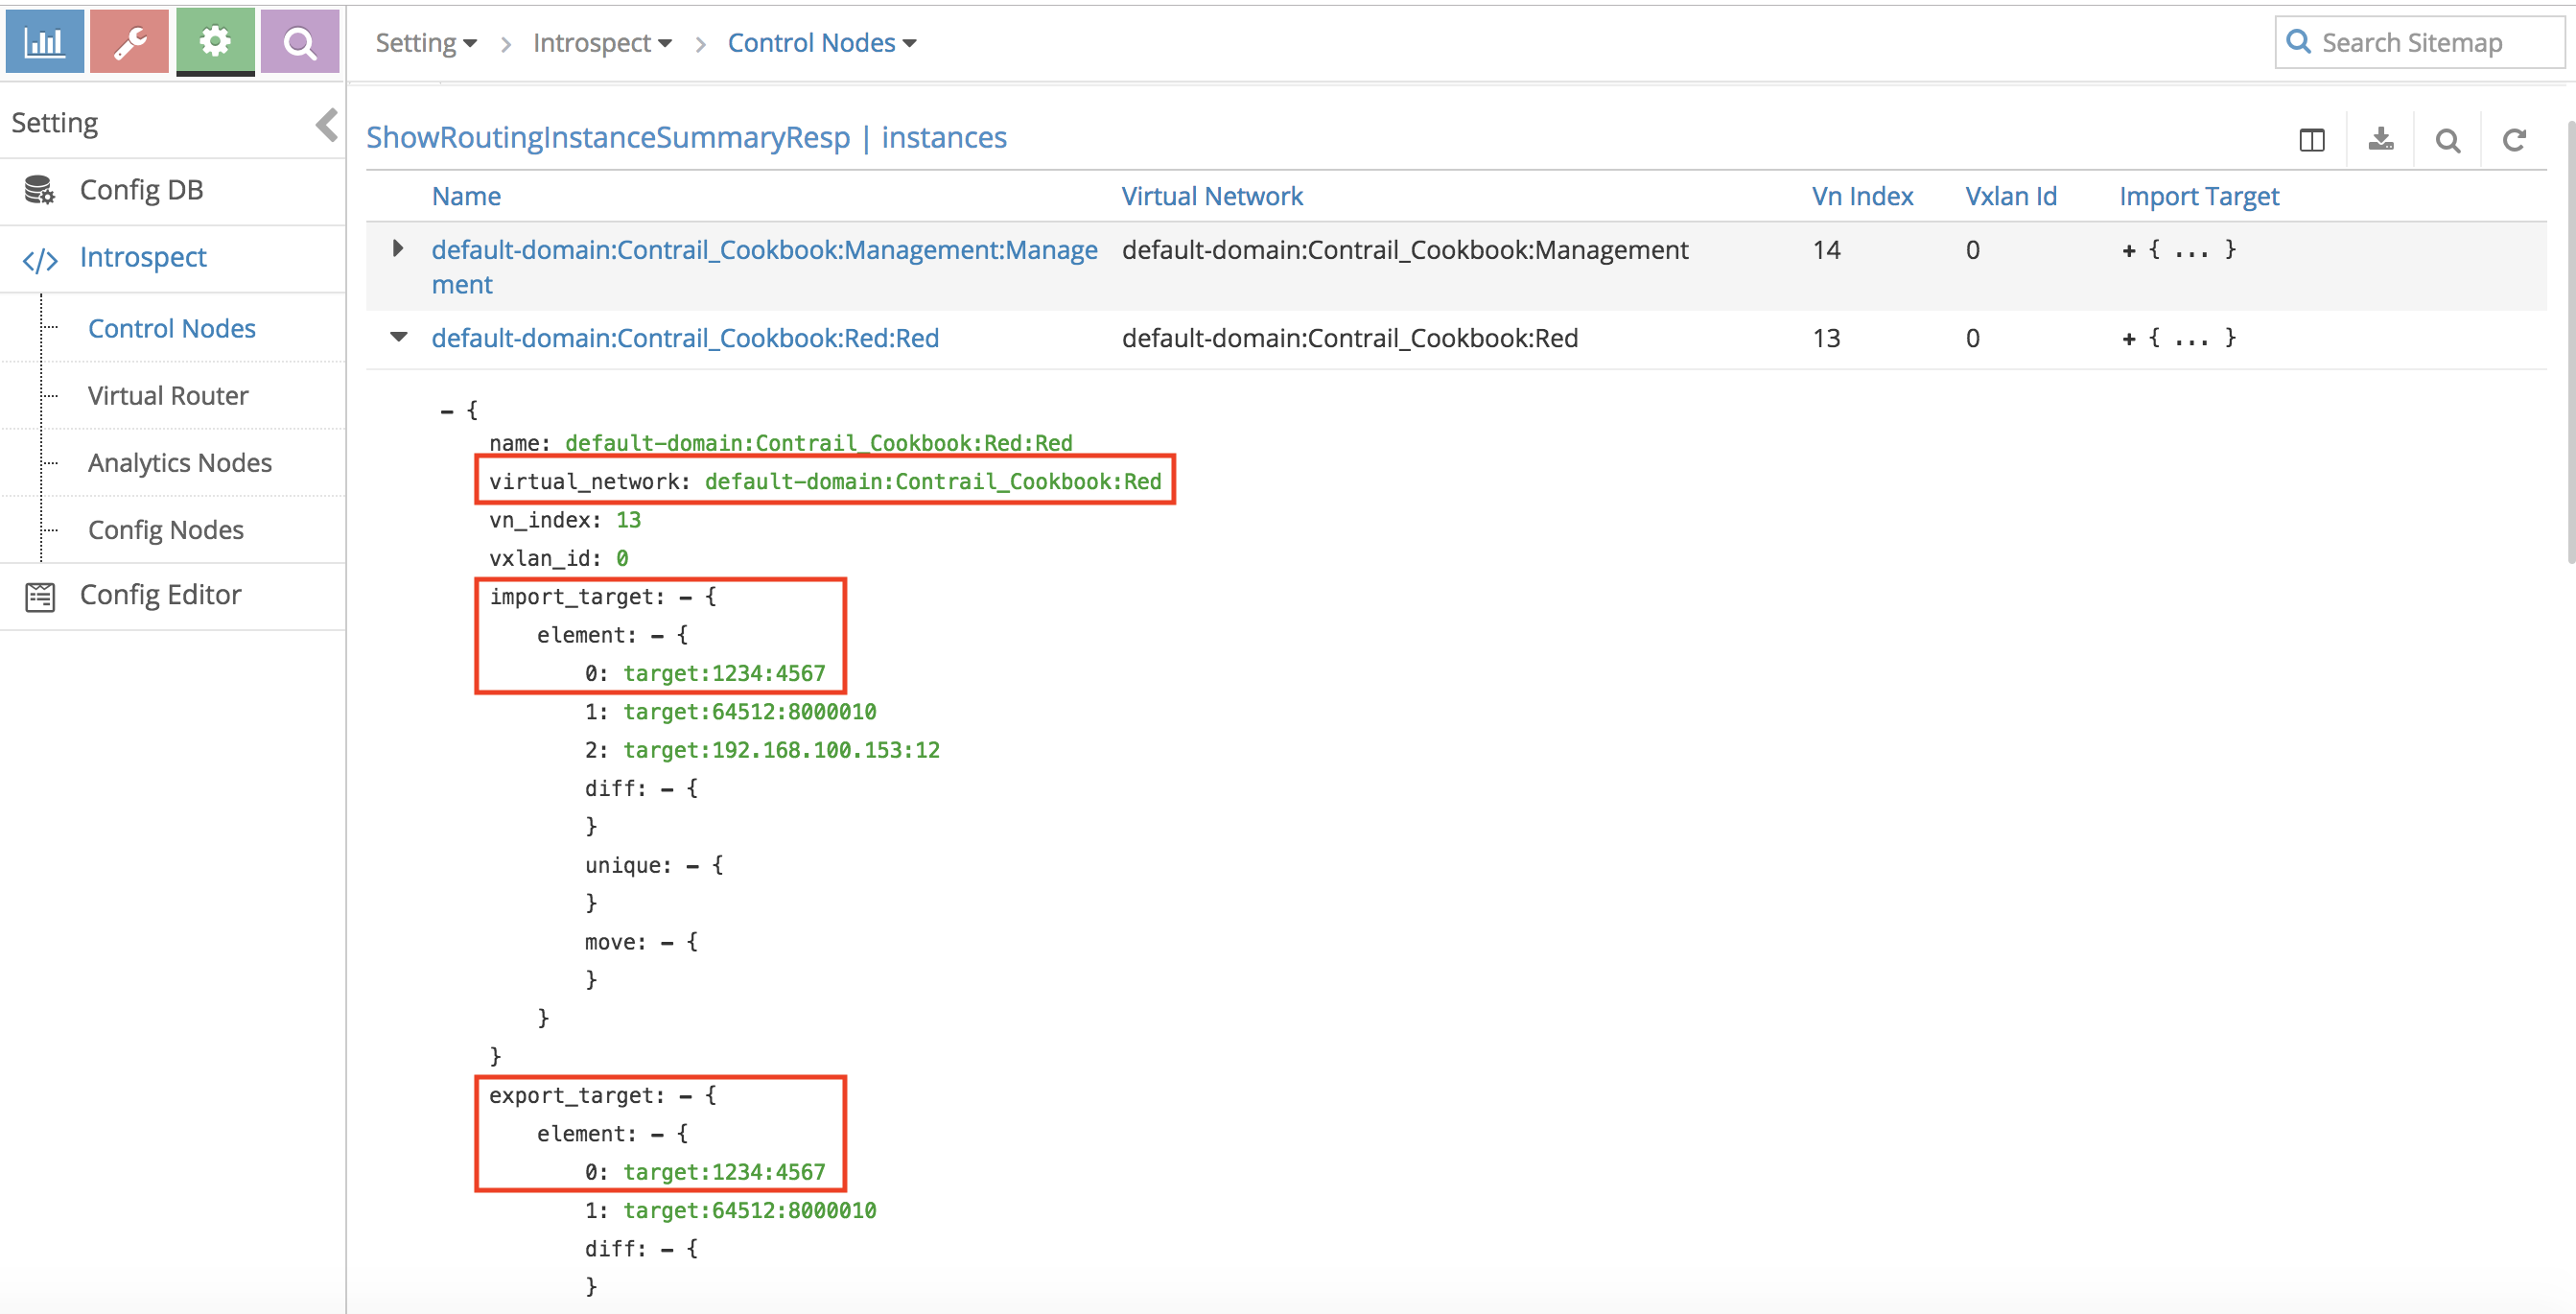 Setting > Introspect > Control Nodes
Search Sitemap
Setting
Config DB
Introspect
Control Nodes
Virtual Router
Analytics Nodes
Config Nodes
Config Editor
ShowRoutingInstanceSummaryResp | instances
Name Virtual Network Vn Index Vxlan Id Import Target
default-domain:Contrail_Cookbook:Management:Manage default-domain:Contrail_Cookbook:Management 14 0 + { ... }
ment
default-domain:Contrail_Cookbook:Red:Red default-domain:Contrail_Cookbook:Red 13 0 + { ... }
– {
name: default-domain:Contrail_Cookbook:Red:Red
virtual_network: default-domain:Contrail_Cookbook:Red
vn_index: 13
vxlan_id: 0
import_target: – {
element: – {
0: target:1234:4567
1: target:64512:8000010
2: target:192.168.100.153:12
diff: – {
}
unique: – {
}
move: – {
}
}
}
export_target: – {
element: – {
0: target:1234:4567
1: target:64512:8000010
diff: – {
}